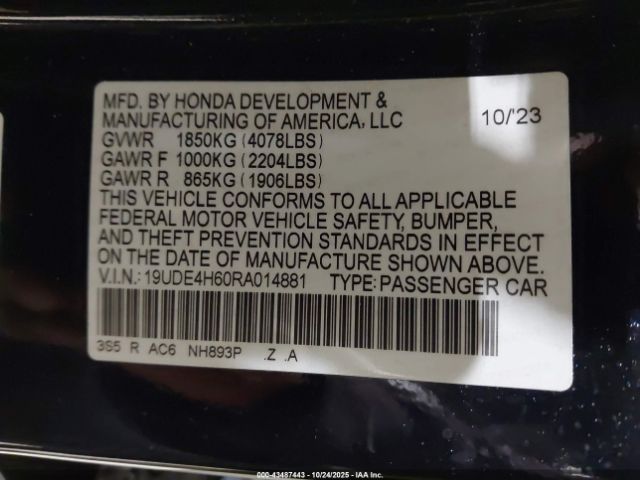 MFD. BY HONDA DEVELOPMENT &
MANUFACTURING OF AMERICA, LLC 10/'23
GVWR 1850KG (4078LBS)
GAWR F 1000KG (2204LBS)
GAWR R 865KG (1906LBS)
THIS VEHICLE CONFORMS TO ALL APPLICABLE
FEDERAL MOTOR VEHICLE SAFETY, BUMPER,
AND THEFT PREVENTION STANDARDS IN EFFECT
ON THE DATE OF MANUFACTURE SHOWN ABOVE.
V.I.N.:19UDE4H60RA014881 TYPE:PASSENGER CAR
3S5 R AC6 NH893P .Z .A
000-43487443 - 10/24/2025 - IAA Inc.